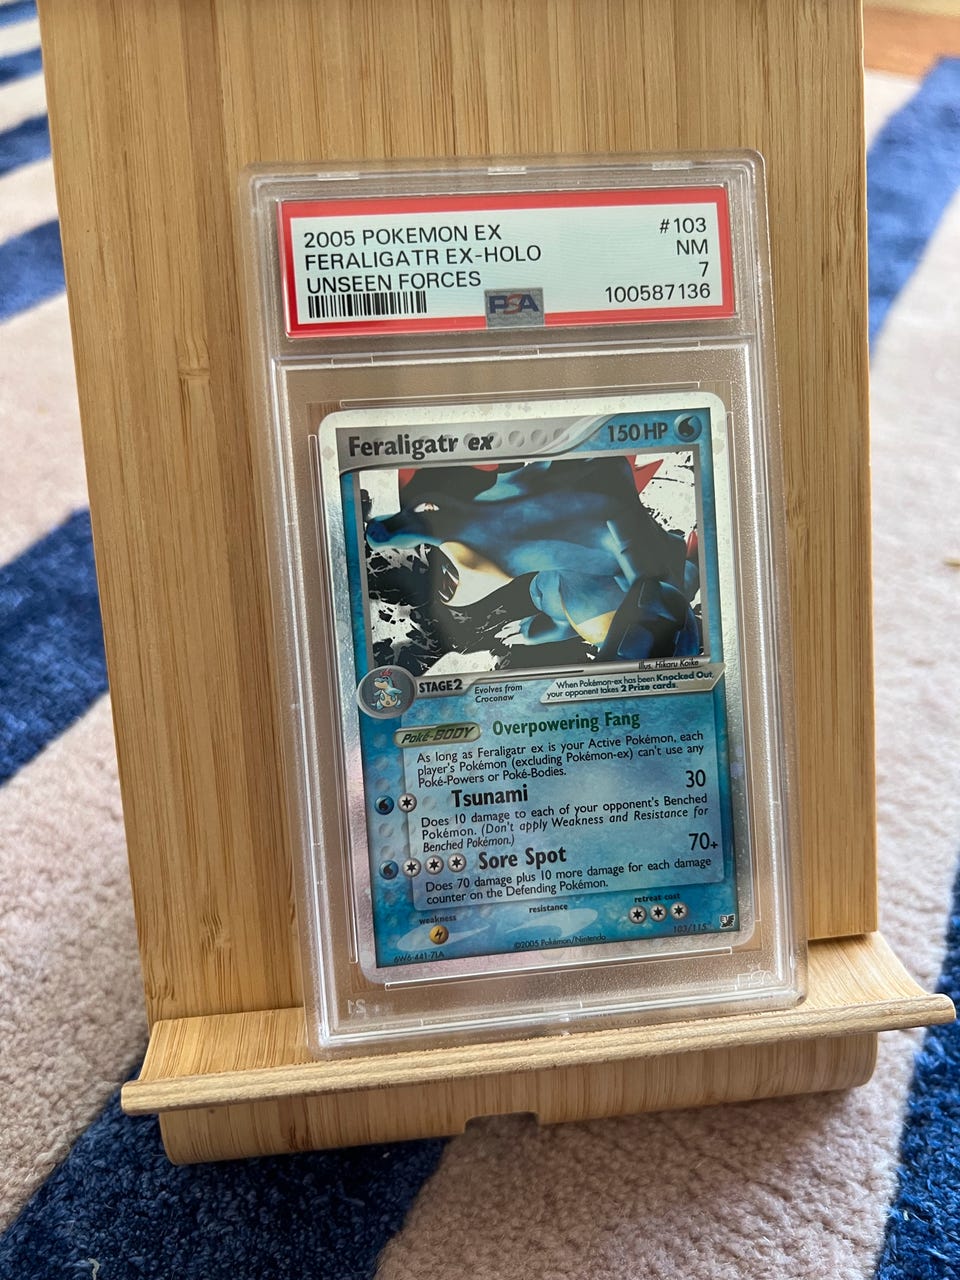 2005 POKEMON EX #103
FERALIGATR EX-HOLO NM
UNSEEN FORCES 7
100587136
PSA
Feraligatr ex 150 HP
Illus. Hikaru Koike
STAGE 2 Evolves from
Croconaw
When Pokémon-ex has been Knocked Out,
your opponent takes 2 Prize cards.
Poké-BODY Overpowering Fang
As long as Feraligatr ex is your Active Pokémon, each
player's Pokémon (excluding Pokémon-ex) can't use any
Poké-Powers or Poké-Bodies.
Tsunami 30
Does 10 damage to each of your opponent's Benched
Pokémon. (Don't apply Weakness and Resistance for
Benched Pokémon.)
Sore Spot 70+
Does 70 damage plus 10 more damage for each damage
counter on the Defending Pokémon.
weakness resistance retreat cost
©2005 Pokémon/Nintendo 103/115
6W6-441-71A